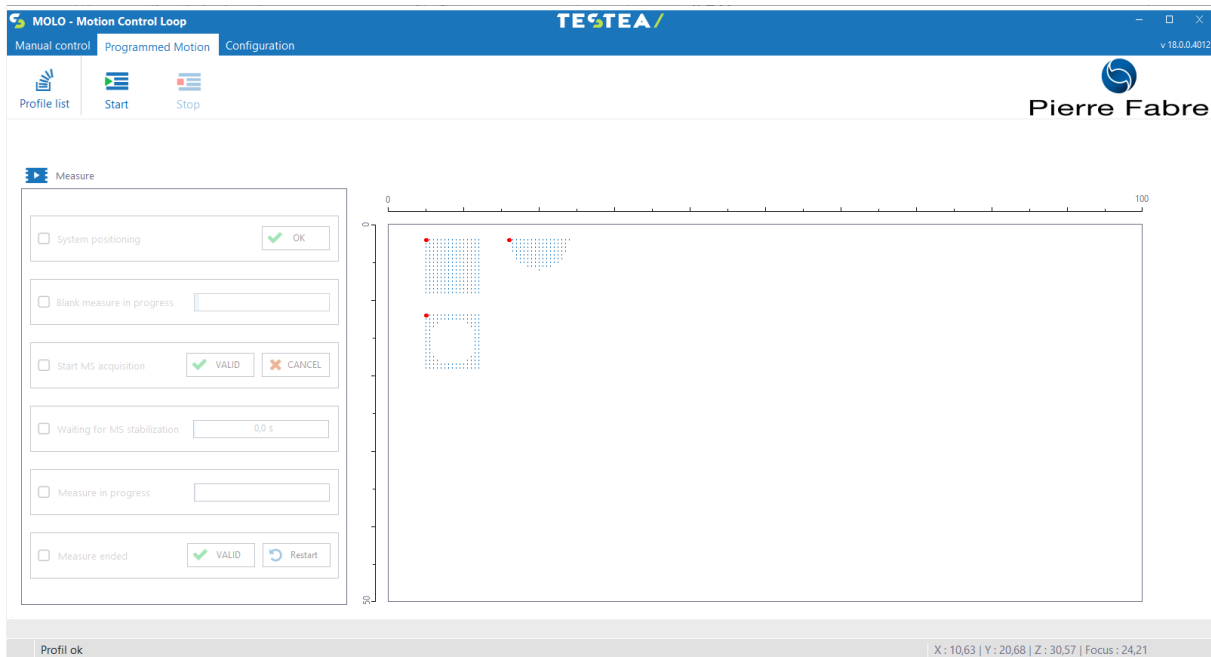 MOLO - Motion Control Loop
TESTEA/
Manual control Programmed Motion Configuration
v 18.0.0.4012
Profile list Start Stop
Pierre Fabre
Measure
0 100
System positioning OK
0
Blank measure in progress
Start MS acquisition VALID CANCEL
Waiting for MS stabilization 0,0 s
Measure in progress
Measure ended VALID Restart
50
Profil ok
X : 10,63 | Y : 20,68 | Z : 30,57 | Focus : 24,21